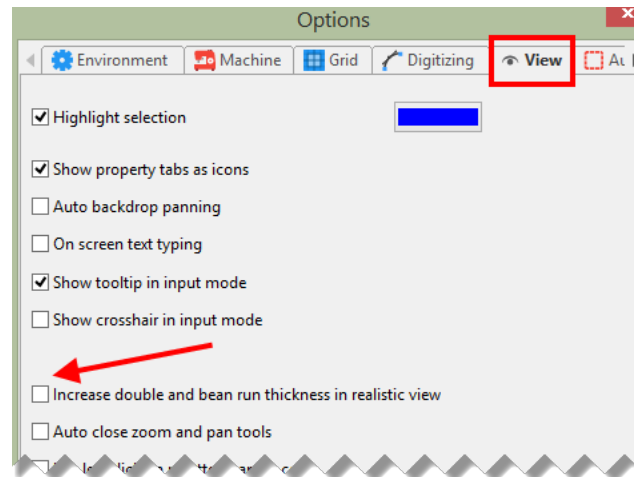 Options
Environment Machine Grid Digitizing View Au
Highlight selection
Show property tabs as icons
Auto backdrop panning
On screen text typing
Show tooltip in input mode
Show crosshair in input mode
Increase double and bean run thickness in realistic view
Auto close zoom and pan tools